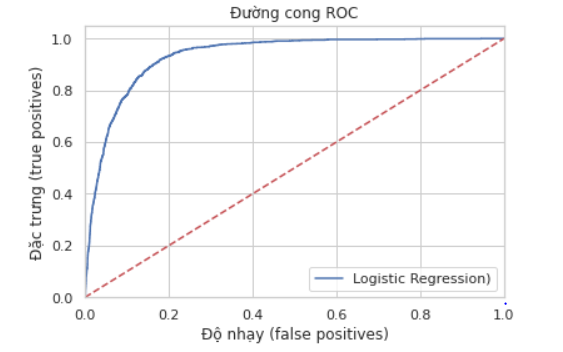 Đường cong ROC
1.0
0.8
0.6
0.4
0.2
0.0
Đặc trưng (true positives)
Logistic Regression)
0.0 0.2 0.4 0.6 0.8 1.0
Độ nhạy (false positives)